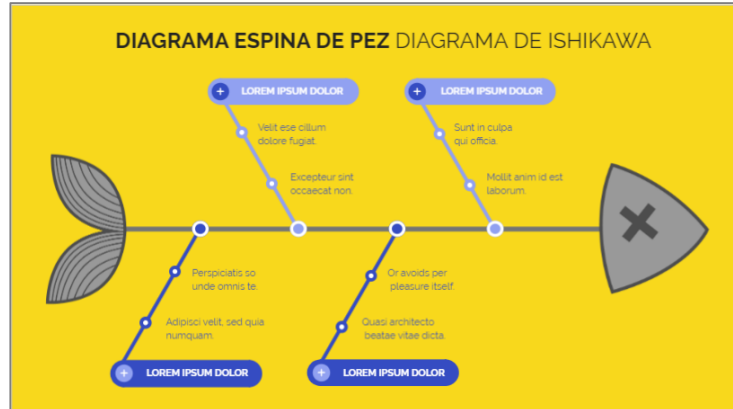 DIAGRAMA ESPINA DE PEZ DIAGRAMA DE ISHIKAWA
+ LOREM IPSUM DOLOR
+ LOREM IPSUM DOLOR
Velit ese cillum
dolore fugiat.
Sunt in culpa
qui officia.
Excepteur sint
occaecat non.
Mollit anim id est
laborum.
Perspiciatis so
unde omnis te.
Or avoids per
pleasure itself.
Adipisci velit, sed quia
numquam.
Quasi architecto
beatae vitae dicta.
+ LOREM IPSUM DOLOR
+ LOREM IPSUM DOLOR